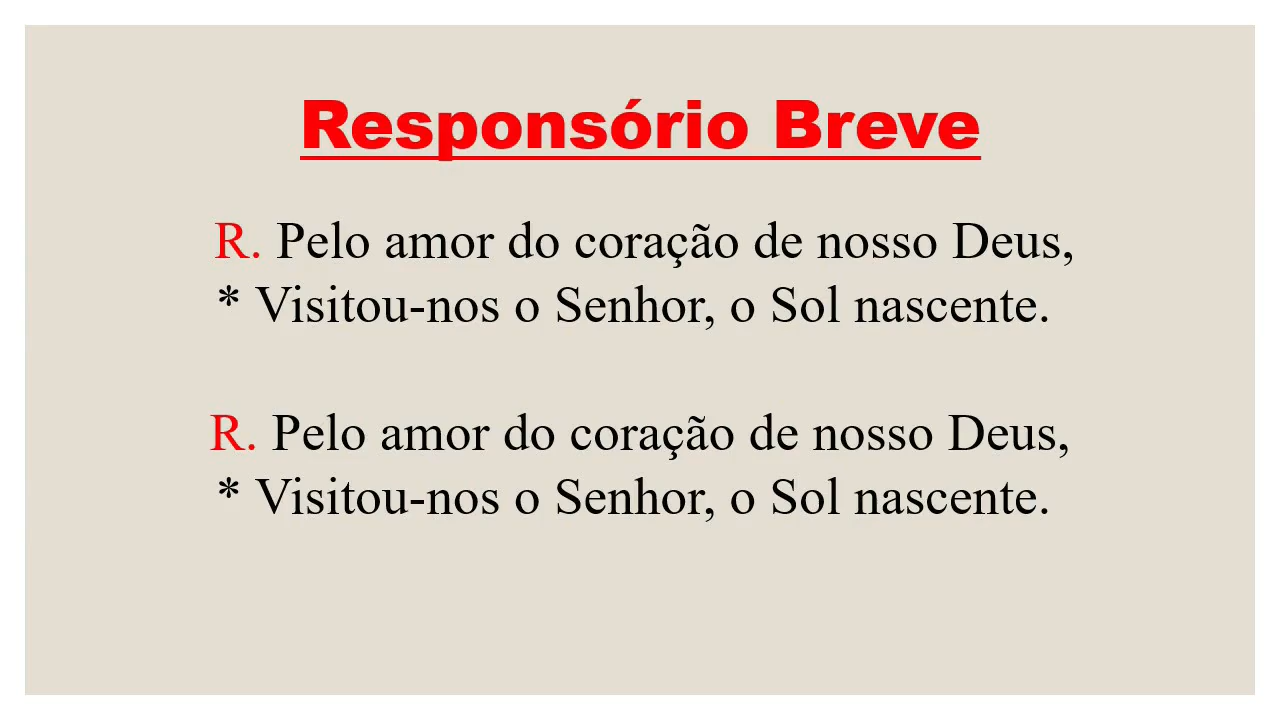 Responsório Breve
R. Pelo amor do coração de nosso Deus,
* Visitou-nos o Senhor, o Sol nascente.
R. Pelo amor do coração de nosso Deus,
* Visitou-nos o Senhor, o Sol nascente.